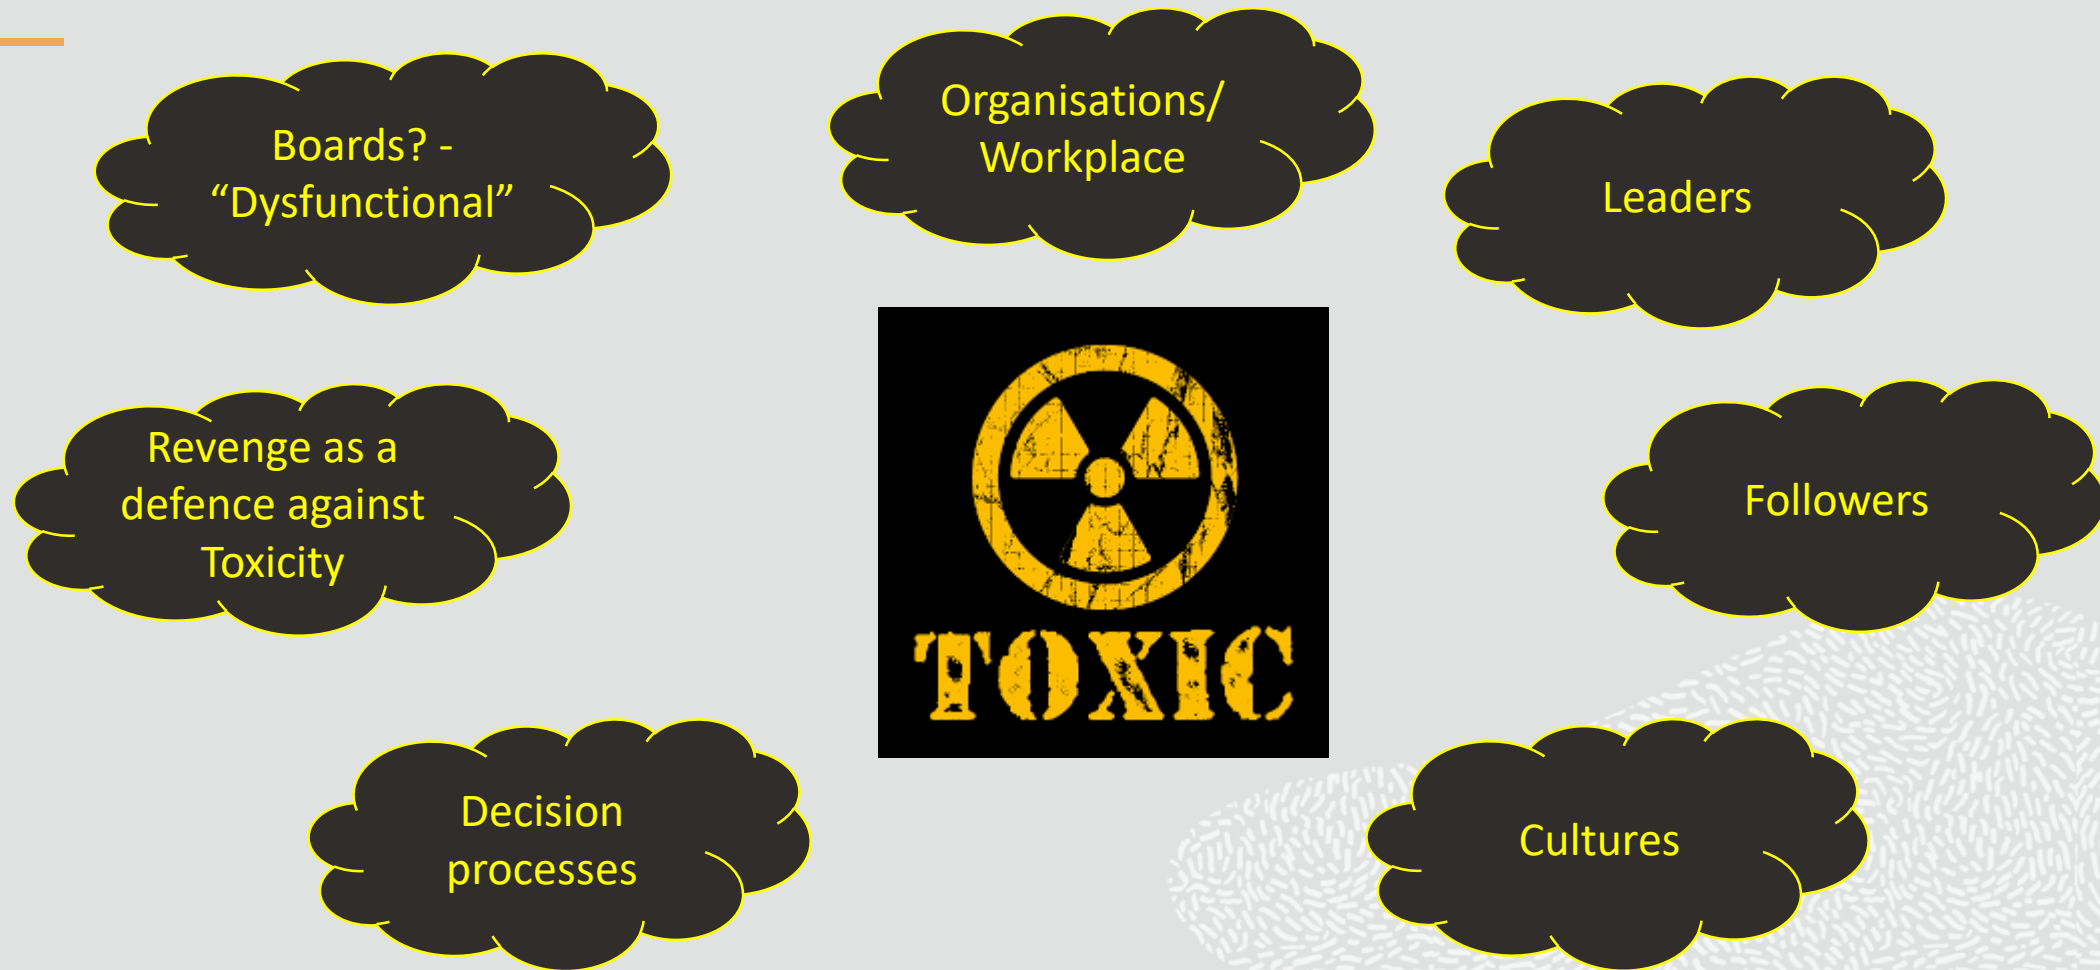 Organisations/
Workplace
Boards? -
“Dysfunctional”
Leaders
Revenge as a
defence against
Toxicity
TOXIC
Followers
Decision
processes
Cultures